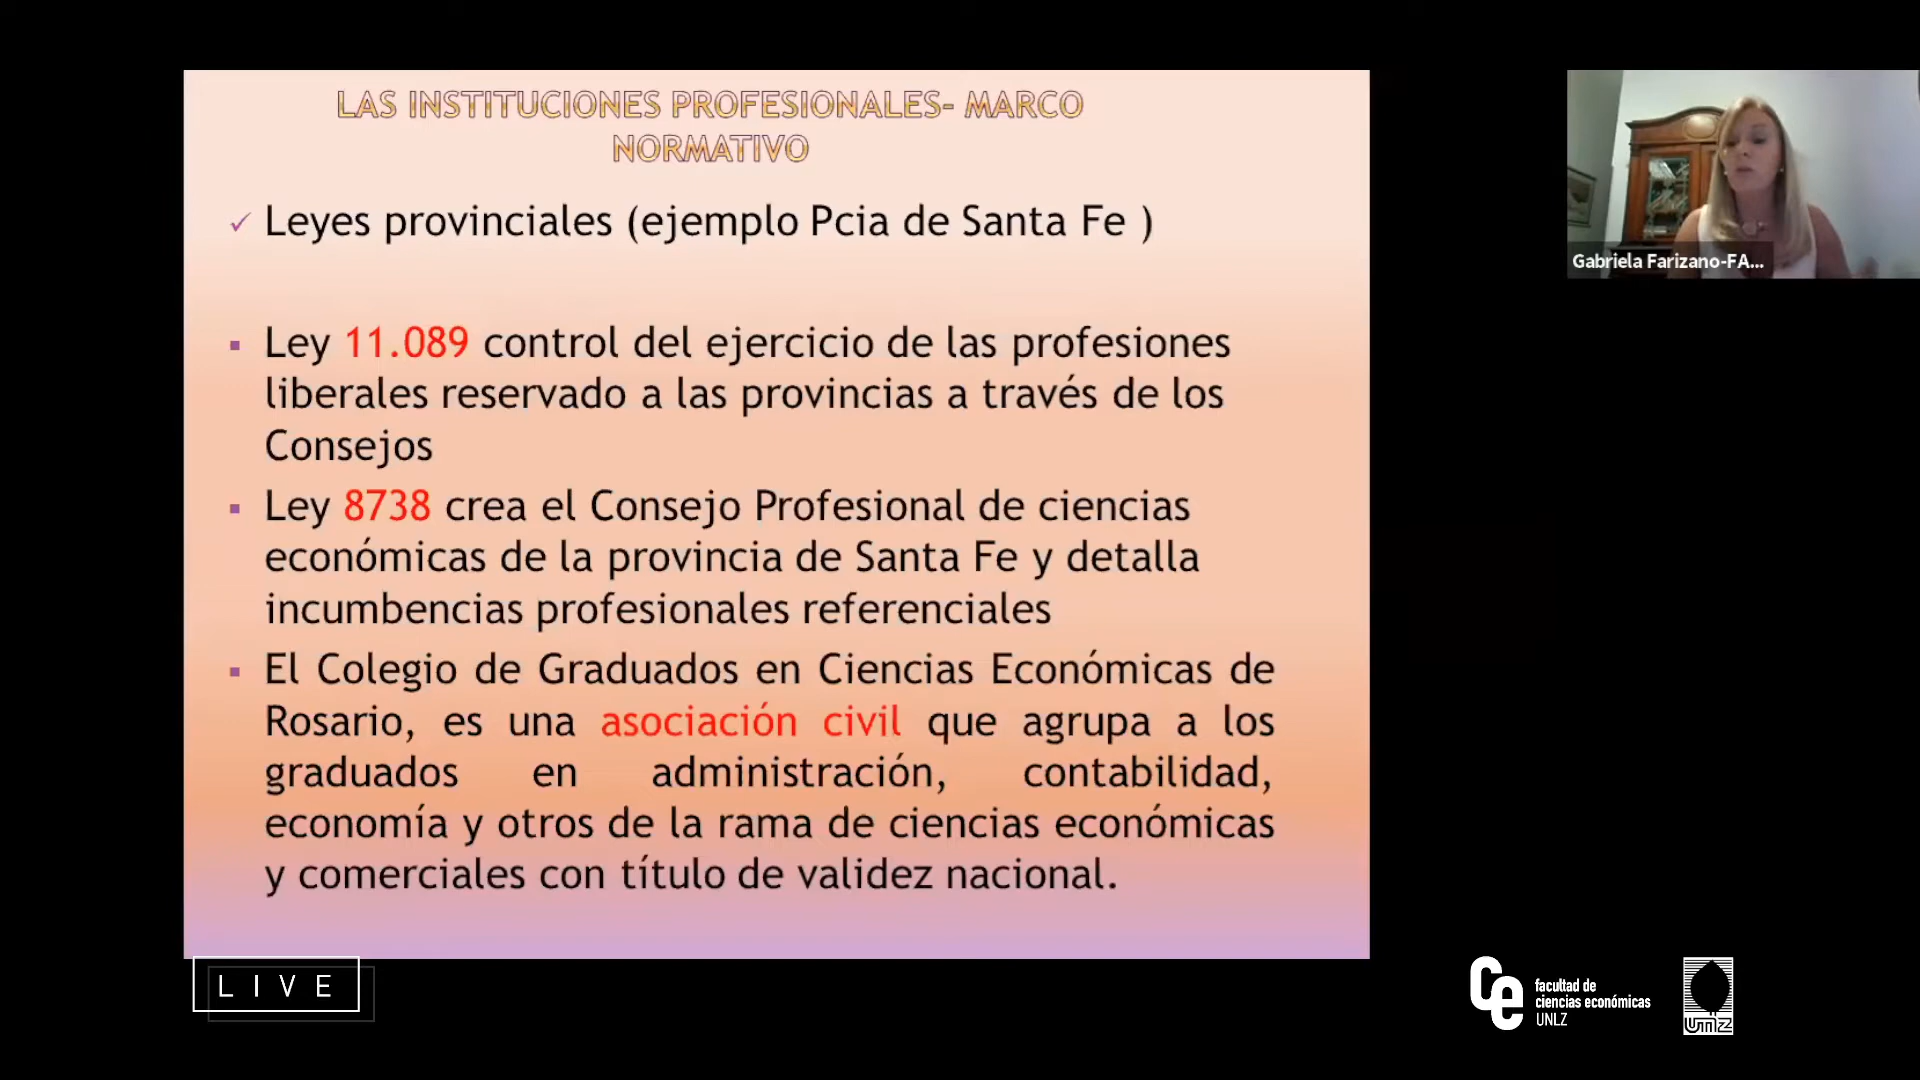 LAS INSTITUCIONES PROFESIONALES- MARCO
NORMATIVO
Leyes provinciales (ejemplo Pcia de Santa Fe )
Ley 11.089 control del ejercicio de las profesiones
liberales reservado a las provincias a través de los
Consejos
Ley 8738 crea el Consejo Profesional de ciencias
económicas de la provincia de Santa Fe y detalla
incumbencias profesionales referenciales
El Colegio de Graduados en Ciencias Económicas de
Rosario, es una asociación civil que agrupa a los
graduados en administración, contabilidad,
economía y otros de la rama de ciencias económicas
y comerciales con título de validez nacional.
Gabriela Farizano-FA...
LIVE
ce
facultad de
ciencias económicas
UNLZ
unlz